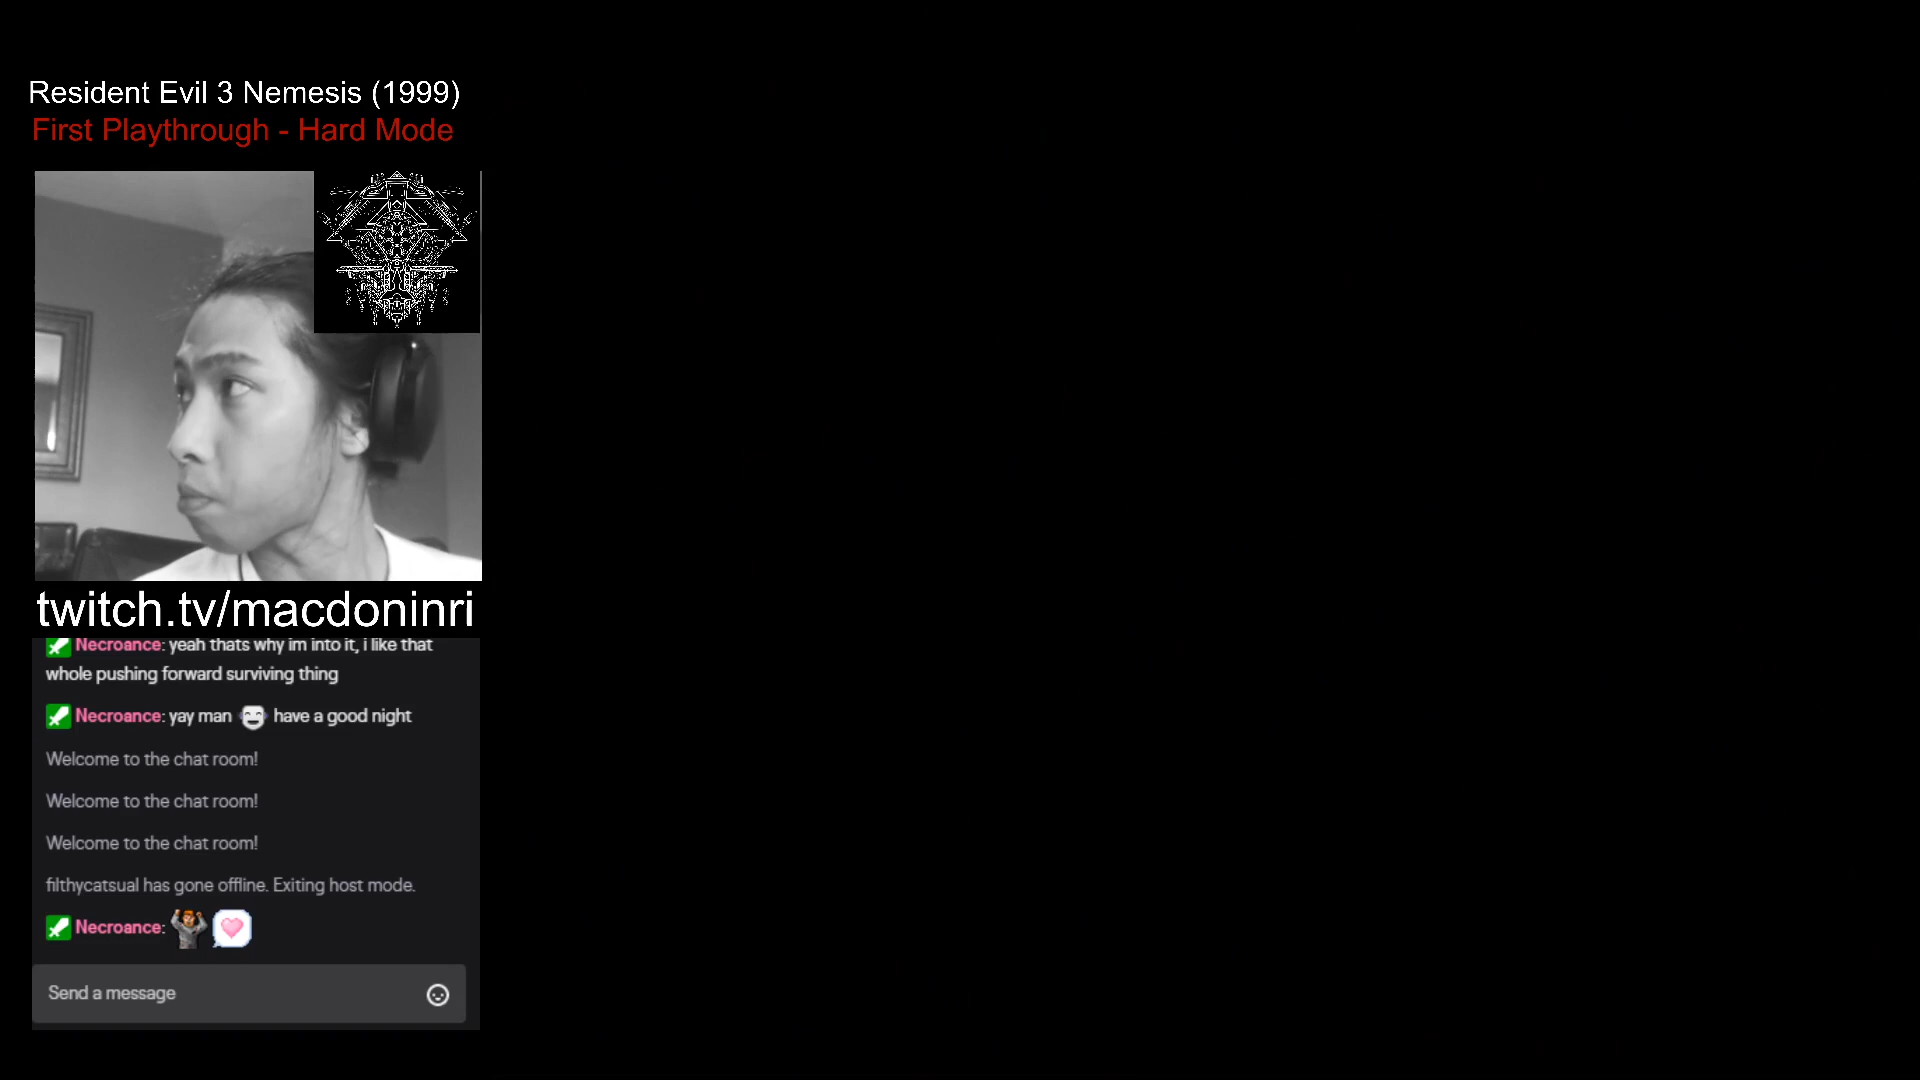 Resident Evil 3 Nemesis (1999)
First Playthrough - Hard Mode
twitch.tv/macdoninri
Necroance: yeah thats why im into it, i like that
whole pushing forward surviving thing
Necroance: yay man have a good night
Welcome to the chat room!
Welcome to the chat room!
Welcome to the chat room!
filthycatsual has gone offline. Exiting host mode.
Necroance:
Send a message